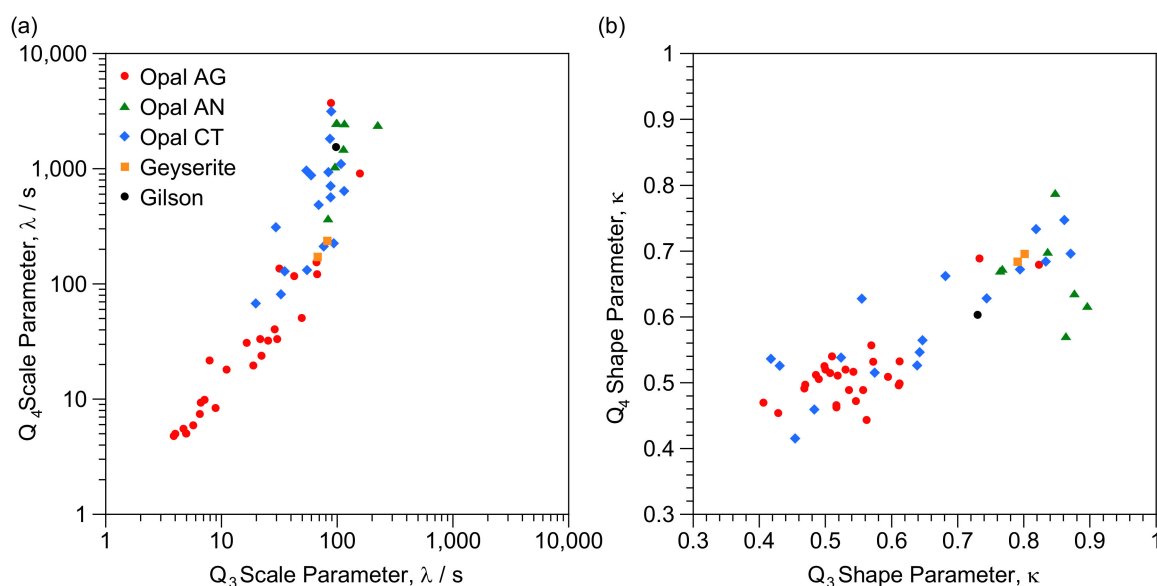 (a)
10,000
1,000
100
10
1
Q4 Scale Parameter, λ / s
Opal AG
Opal AN
Opal CT
Geyserite
Gilson
1 10 100 1,000 10,000
Q3 Scale Parameter, λ / s
(b)
1
0.9
0.8
0.7
0.6
0.5
0.4
0.3
Q4 Shape Parameter, κ
0.3 0.4 0.5 0.6 0.7 0.8 0.9 1
Q3 Shape Parameter, κ